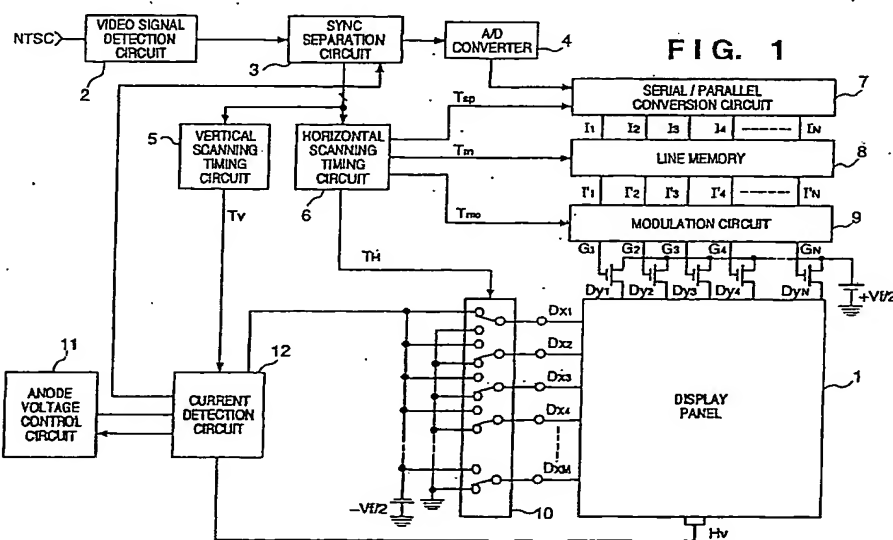 FIG. 1
NTSC
VIDEO SIGNAL
DETECTION
CIRCUIT
2
SYNC
SEPARATION
CIRCUIT
3
A/D
CONVERTER
4
SERIAL / PARALLEL
CONVERSION CIRCUIT
7
Tsp
I1 I2 I3 I4 IN
5
VERTICAL
SCANNING
TIMING
CIRCUIT
HORIZONTAL
SCANNING
TIMING
CIRCUIT
6
Tm
LINE MEMORY
8
I'1 I'2 I'3 I'4 I'N
Tmo
MODULATION CIRCUIT
9
G1 G2 G3 G4 GN
Tv
TH
Dy1 Dy2 Dy3 Dy4 DyN
+Vf/2
Dx1
Dx2
Dx3
Dx4
DxM
DISPLAY
PANEL
1
11
ANODE
VOLTAGE
CONTROL
CIRCUIT
12
CURRENT
DETECTION
CIRCUIT
-Vf/2
10
Hv